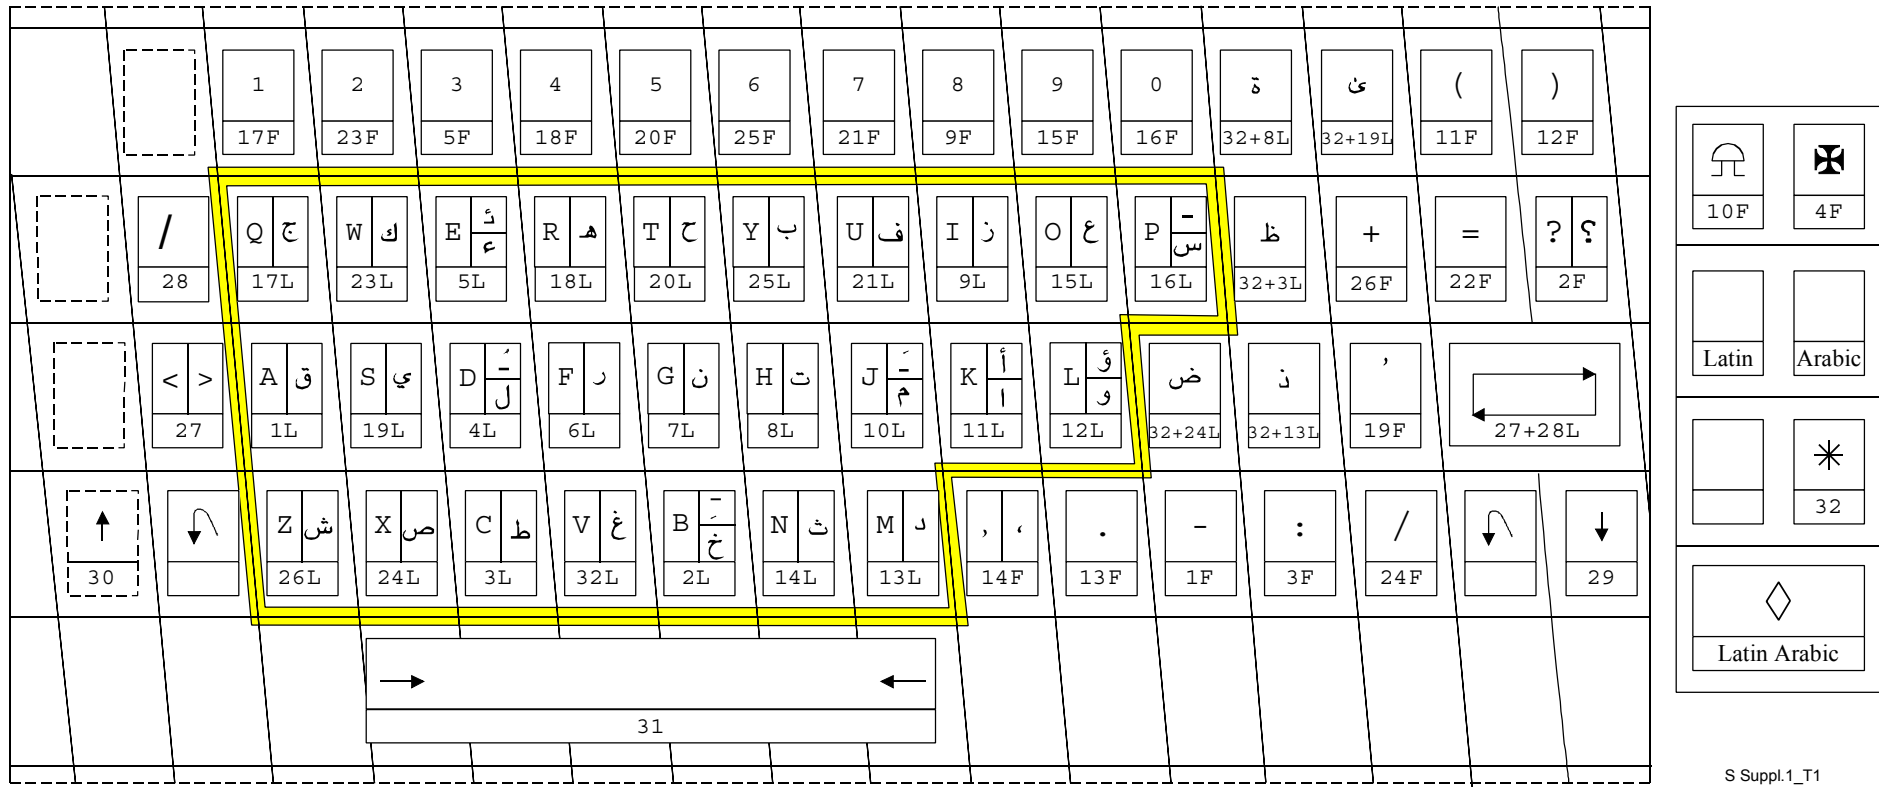 1 2 3 4 5 6 7 8 9 0 ة ئ ( )
17F 23F 5F 18F 20F 25F 21F 9F 15F 16F 32+8L 32+19L 11F 12F
10F 4F
/ Q ج W ك E ئ ء R ه T ح Y ب U ف I ز O ع P - س ظ + = ? ؟
28 17L 23L 5L 18L 20L 25L 21L 9L 15L 16L 32+3L 26F 22F 2F
< > A ق S ي D ل F ر G ن H ت J م K أ ا L ؤ و ض ذ ’
27 1L 19L 4L 6L 7L 8L 10L 11L 12L 32+24L 32+13L 19F 27+28L
Latin Arabic
Z ش X ص C ط V غ B خ N ث M د , ، . - : /
30 26L 24L 3L 32L 2L 14L 13L 14F 13F 1F 3F 24F 29
32
Latin Arabic
31
S Suppl.1_T1